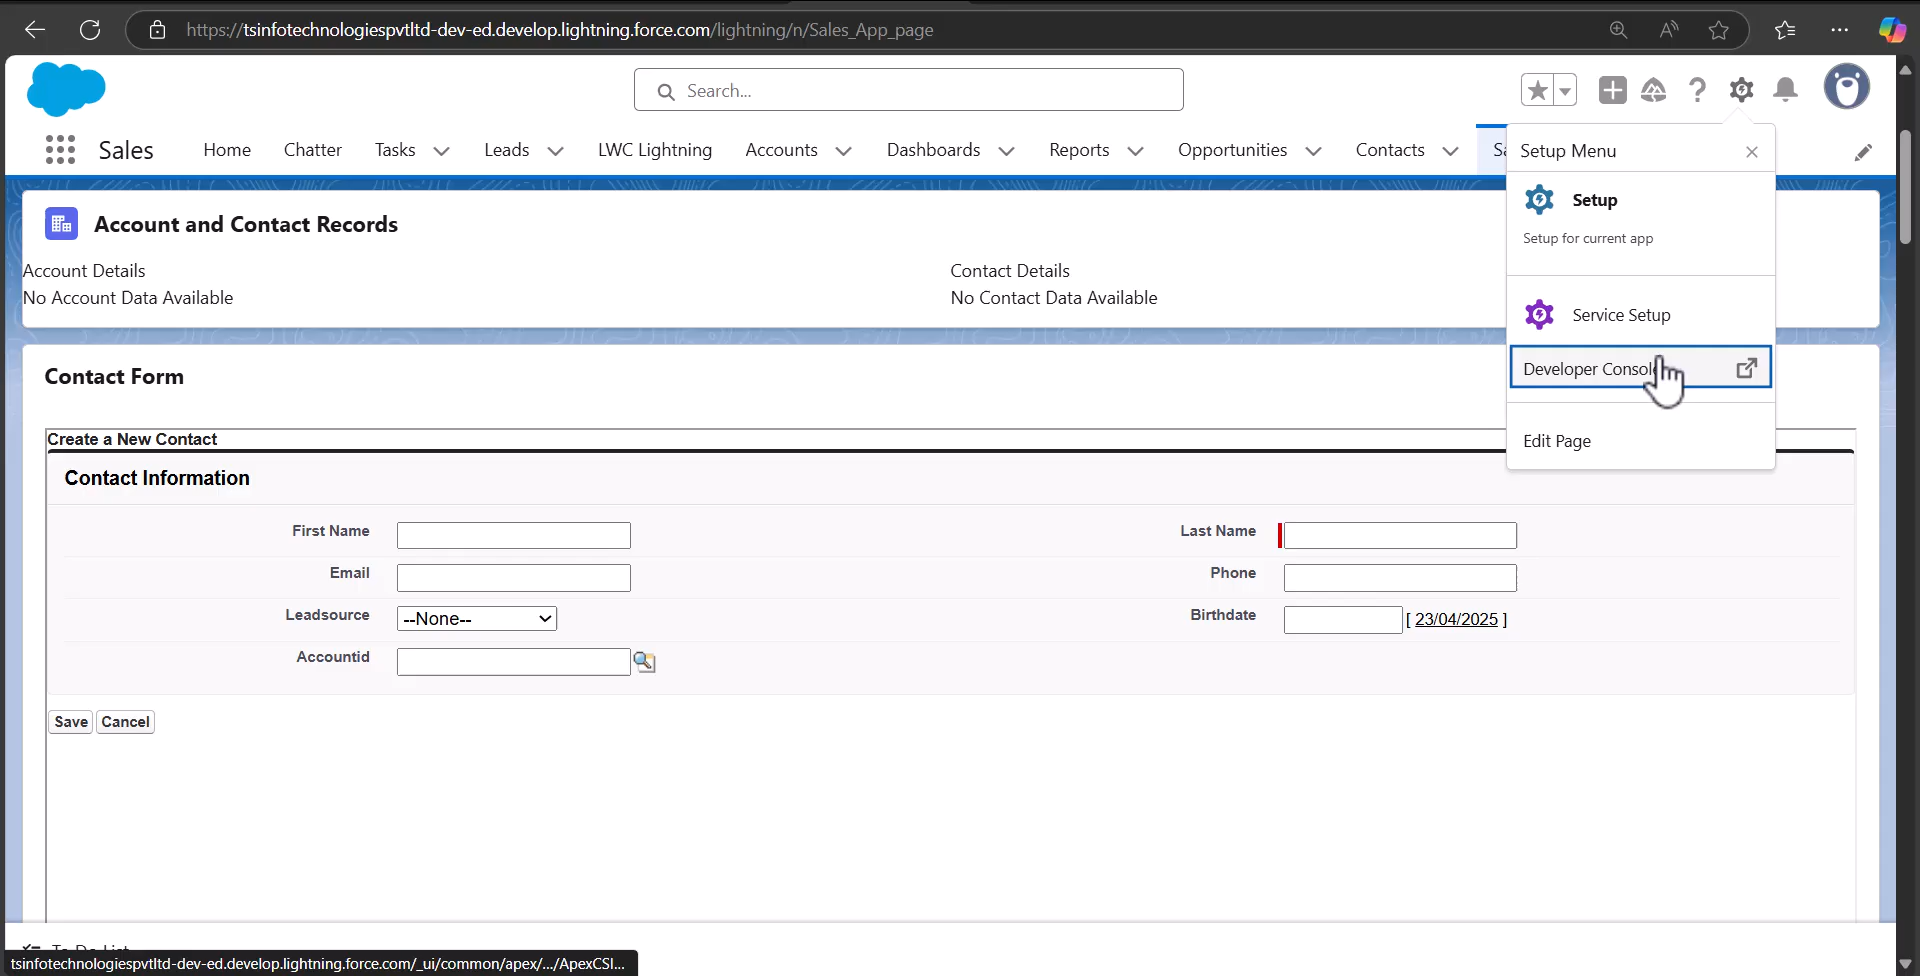 https://tsinfotechnologiespvtltd-dev-ed.develop.lightning.force.com/lightning/n/Sales_App_page
Search...
Sales
Home
Chatter
Tasks
Leads
LWC Lightning
Accounts
Dashboards
Reports
Opportunities
Contacts
Setup Menu
Setup
Setup for current app
Service Setup
Developer Console
Edit Page
Account and Contact Records
Account Details
No Account Data Available
Contact Details
No Contact Data Available
Contact Form
Create a New Contact
Contact Information
First Name
Last Name
Email
Phone
Leadsource
--None--
Birthdate
[ 23/04/2025 ]
Accountid
Save
Cancel
To Do List
tsinfotechnologiespvtltd-dev-ed.develop.lightning.force.com/_ui/common/apex/.../ApexCSI...